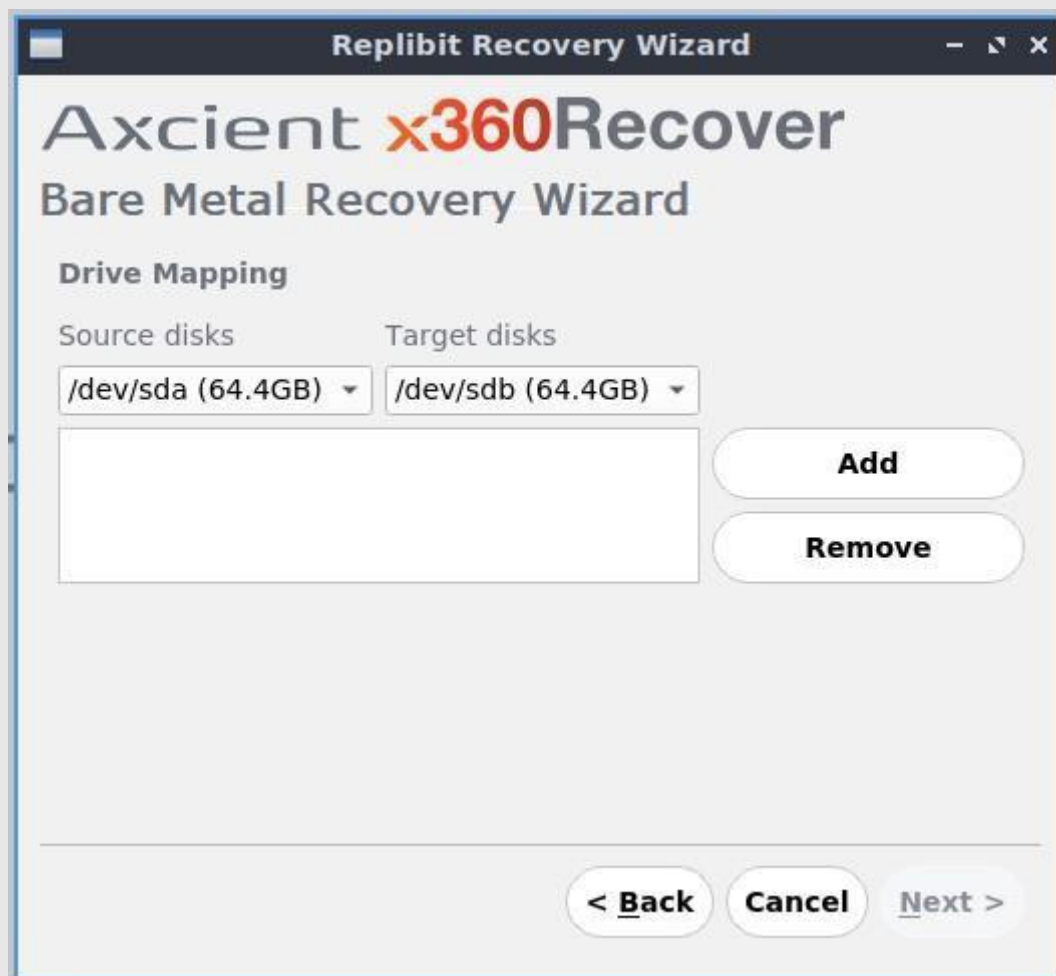 Replibit Recovery Wizard
Axcient x360Recover
Bare Metal Recovery Wizard
Drive Mapping
Source disks Target disks
/dev/sda (64.4GB) /dev/sdb (64.4GB)
Add
Remove
< Back Cancel Next >